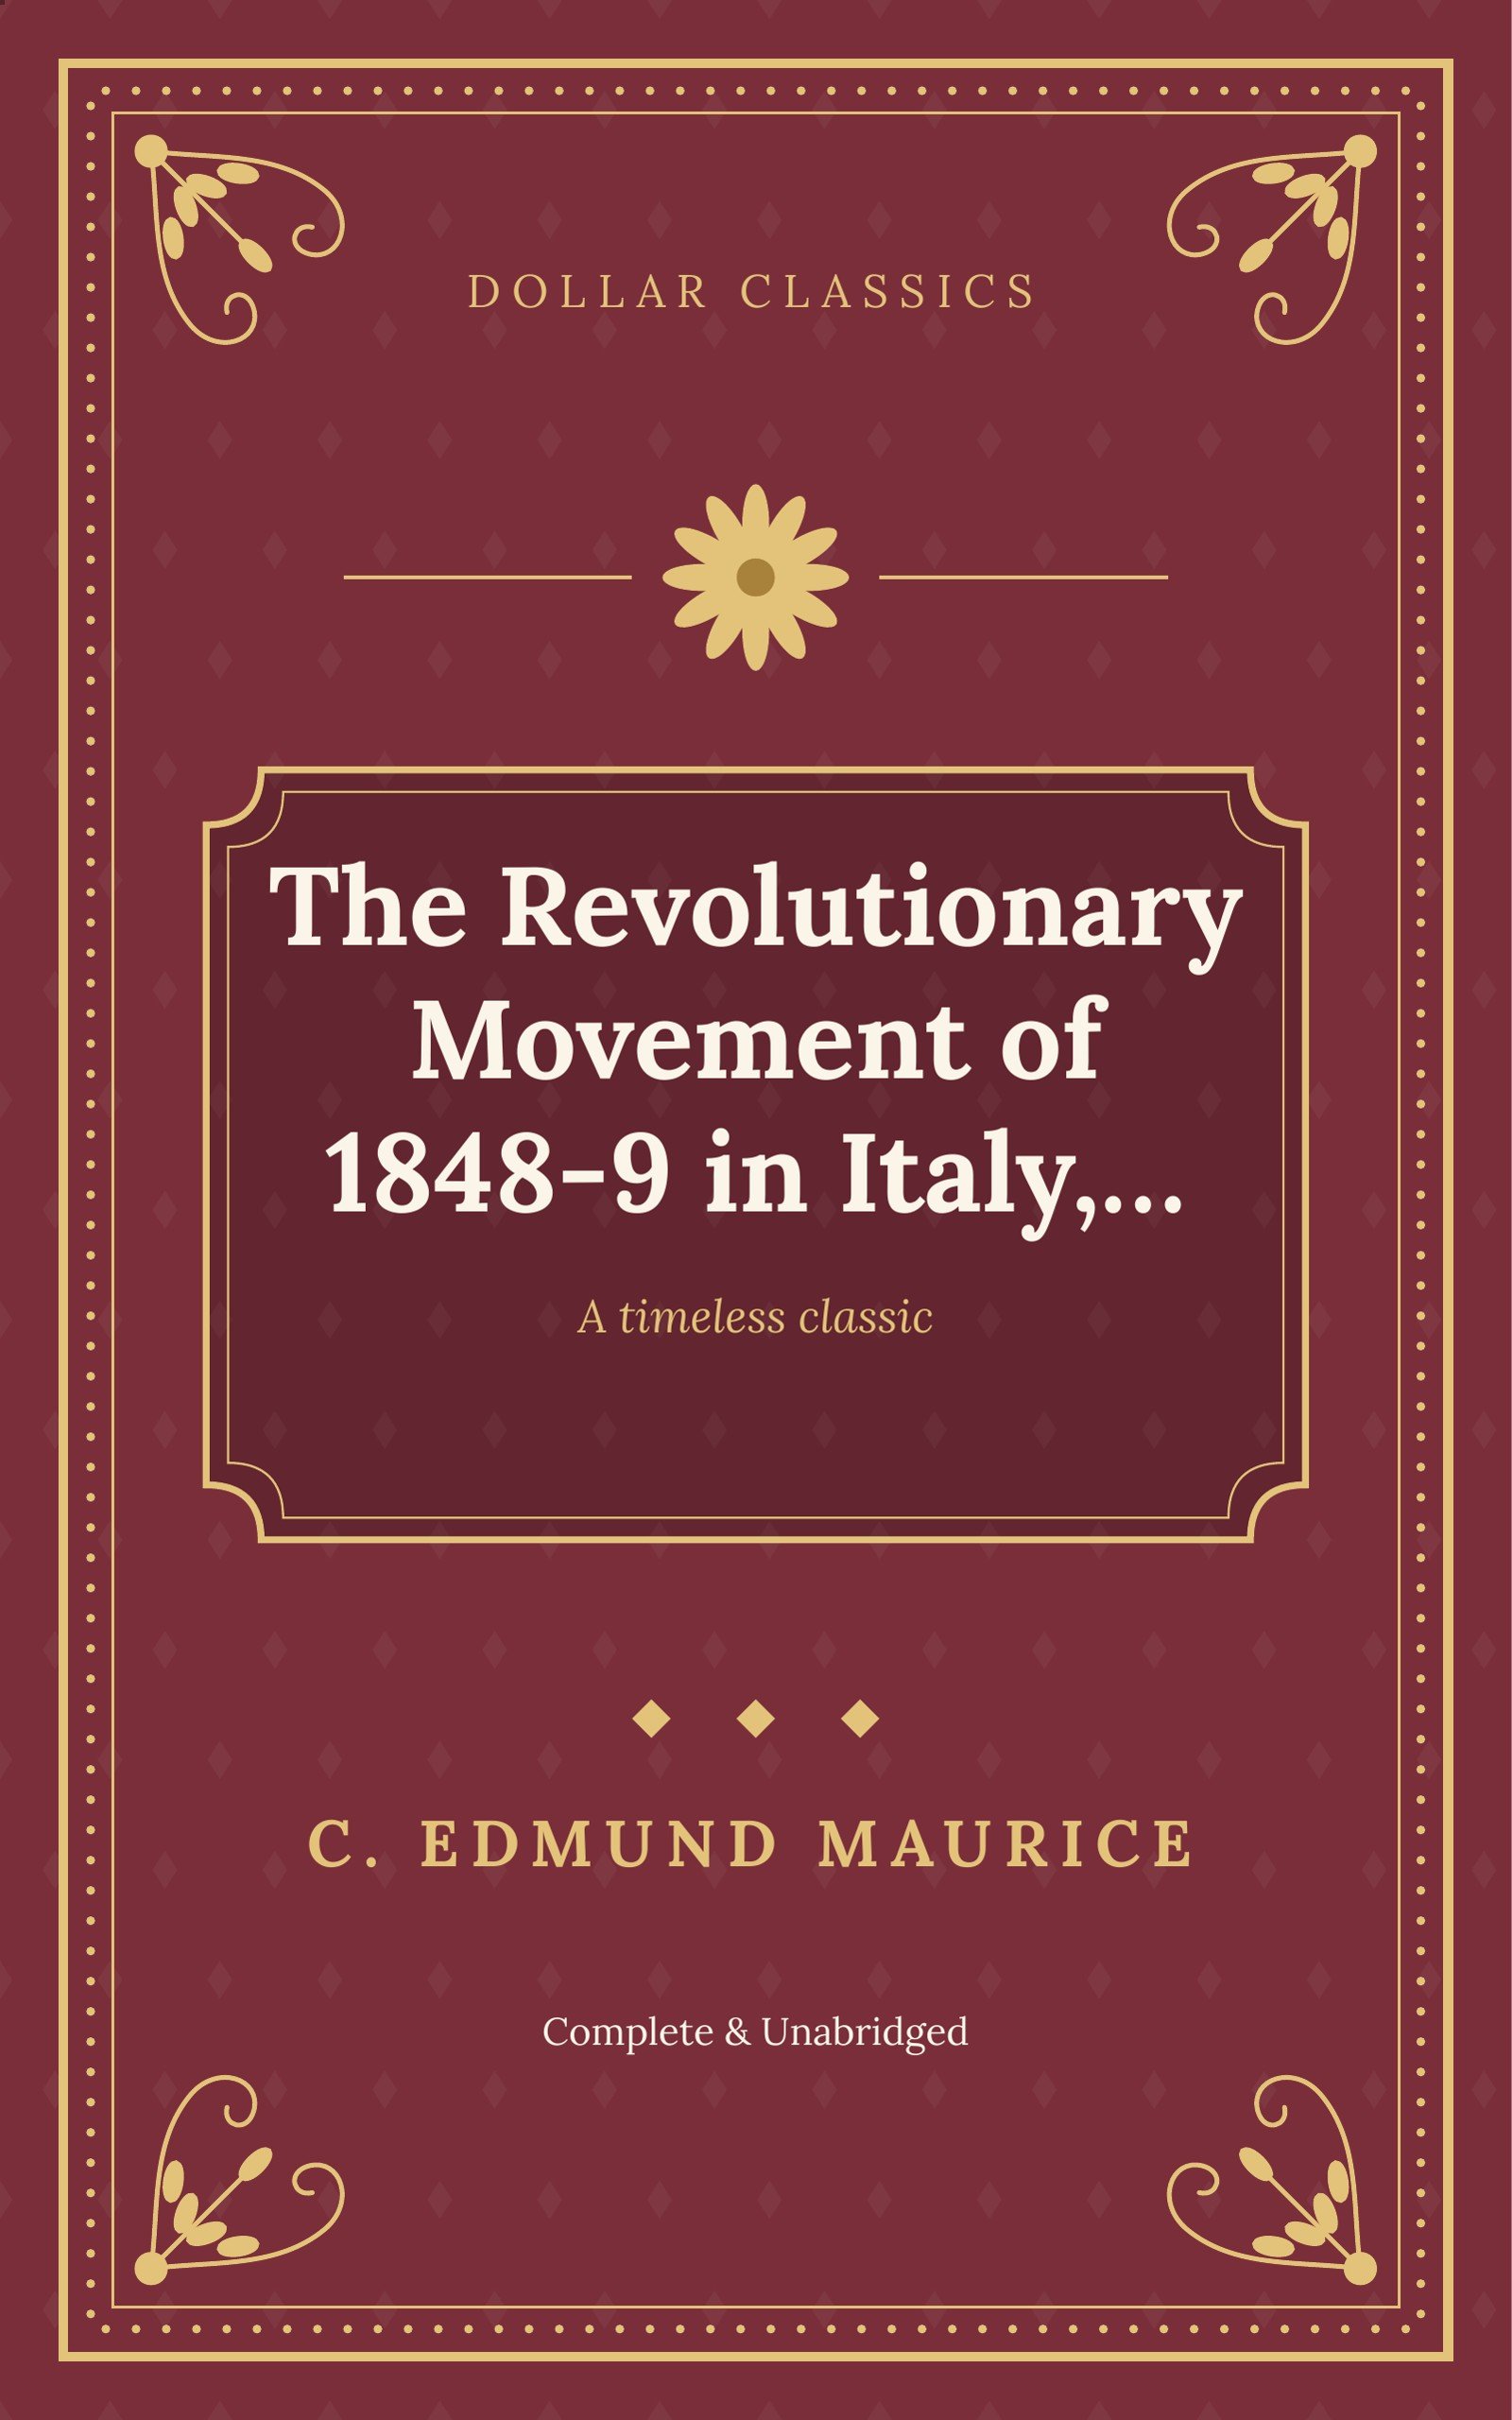 DOLLAR CLASSICS
The Revolutionary
Movement of
1848–9 in Italy,...
A timeless classic
C. EDMUND MAURICE
Complete & Unabridged